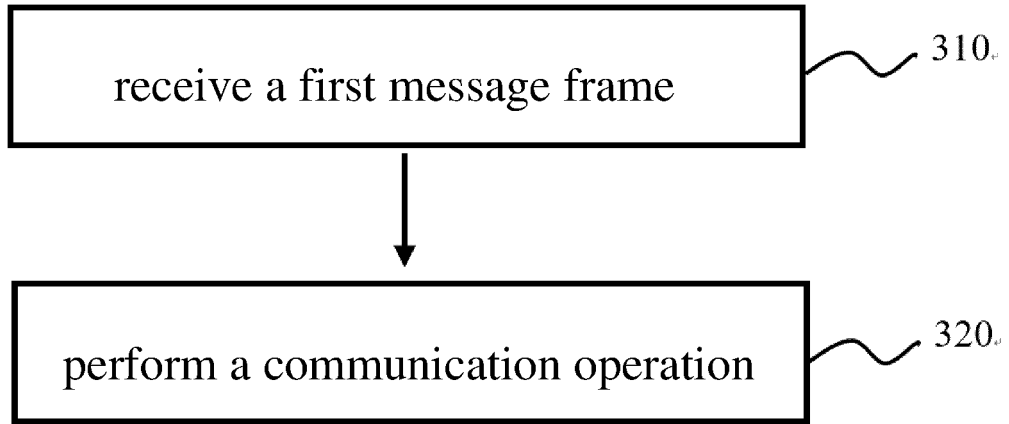 receive a first message frame
310
perform a communication operation
320